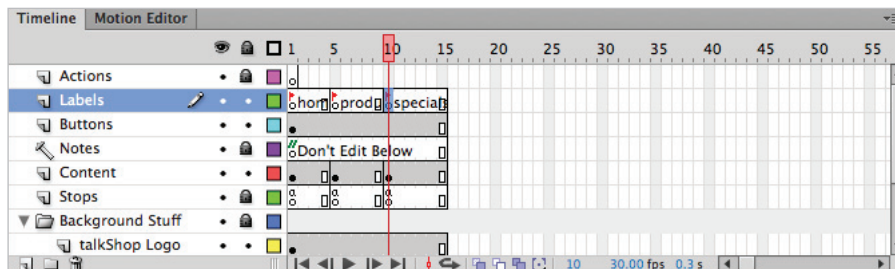 Timeline Motion Editor
1 5 10 15 20 25 30 35 40 45 50 55
Actions
Labels hom prod special
Buttons
Notes Don't Edit Below
Content
Stops a a a
Background Stuff
talkShop Logo
10 30.00 fps 0.3 s